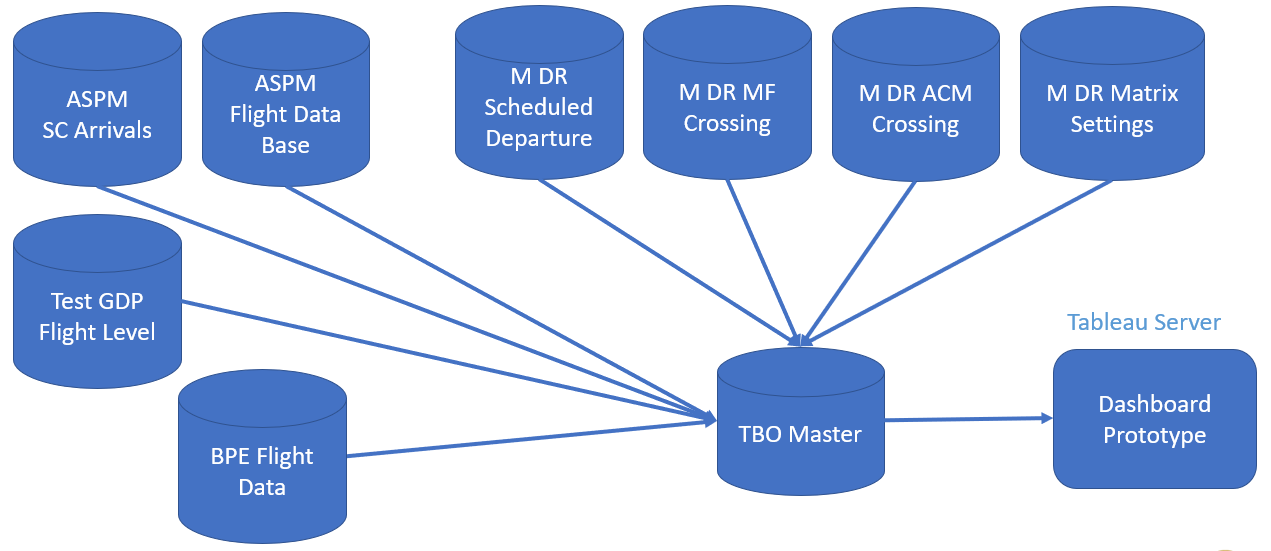 ASPM
SC Arrivals
ASPM
Flight Data
Base
M DR
Scheduled
Departure
M DR MF
Crossing
M DR ACM
Crossing
M DR Matrix
Settings
Test GDP
Flight Level
Tableau Server
BPE Flight
Data
TBO Master
Dashboard
Prototype